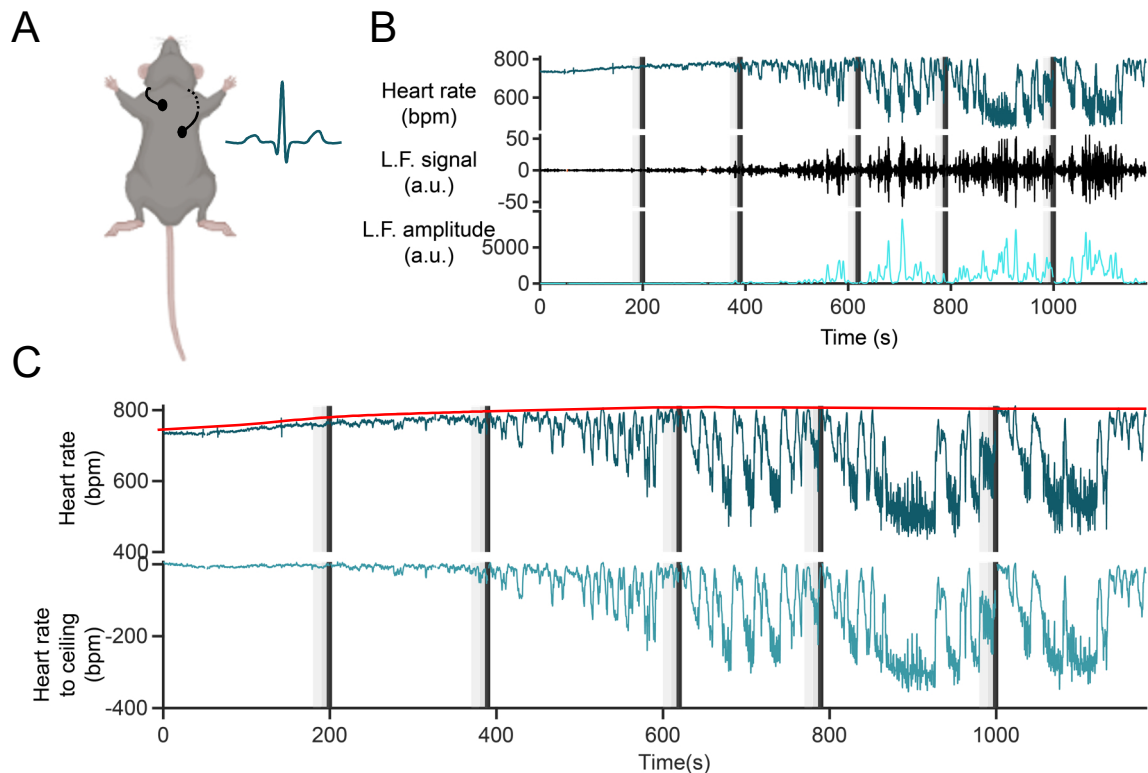 A
B
800
600
Heart rate
(bpm)
50
0
-50
L.F. signal
(a.u.)
L.F. amplitude
(a.u.)
5000
0
0
200
400
600
800
1000
Time (s)
C
800
600
400
Heart rate
(bpm)
0
-200
-400
Heart rate
to ceiling
(bpm)
0
200
400
600
800
1000
Time(s)